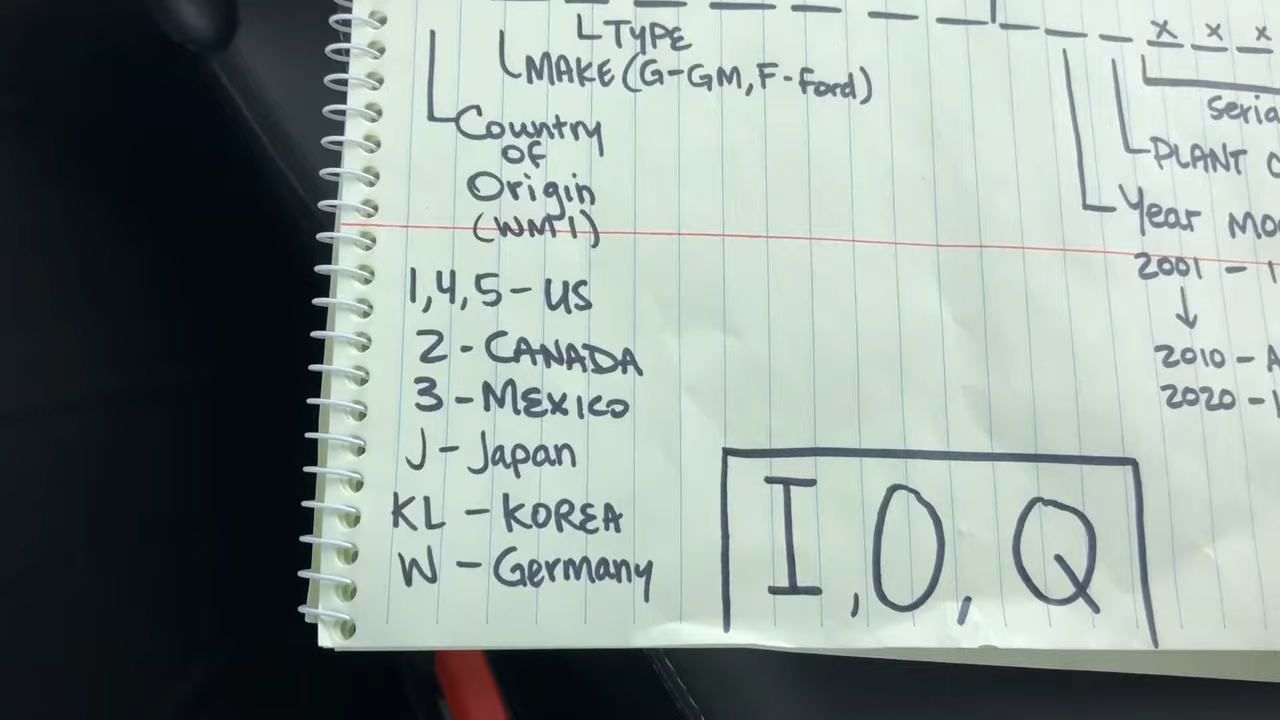 X X X
TYPE
MAKE (G-GM, F-Ford)
Country
OF
Origin
(WMI)
1,4,5 - US
2 - CANADA
3 - MEXICO
J - Japan
KL - KOREA
W - Germany
I, O, Q
PLANT
Year
2001 -
2010 - A
2020 -